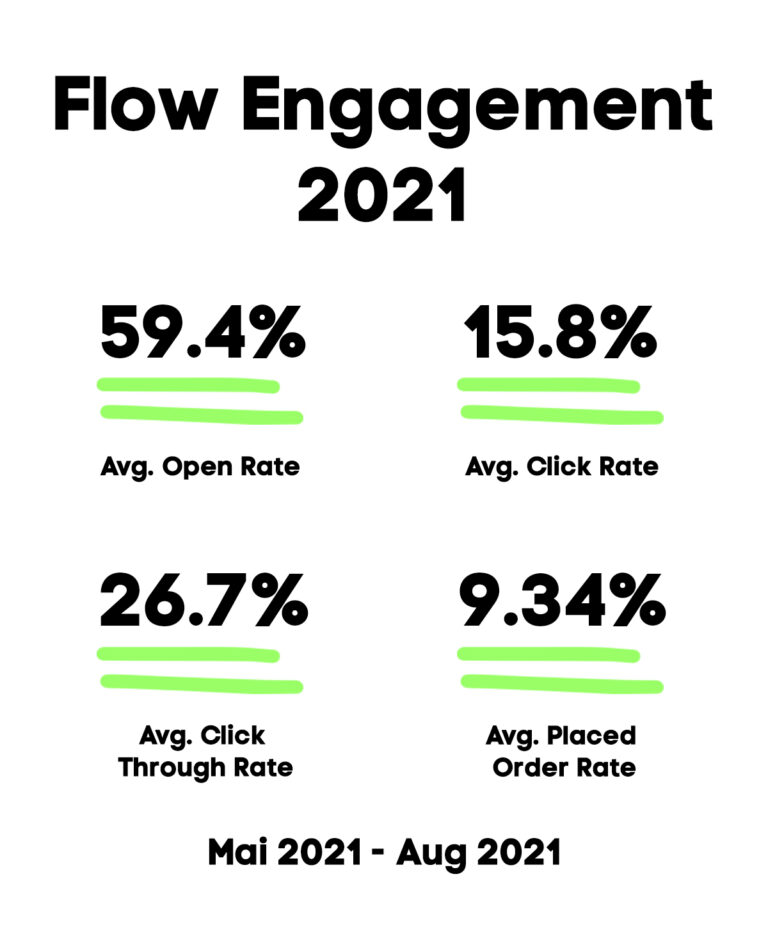 Flow Engagement
2021
59.4%
15.8%
Avg. Open Rate
Avg. Click Rate
26.7%
9.34%
Avg. Click
Through Rate
Avg. Placed
Order Rate
Mai 2021 - Aug 2021